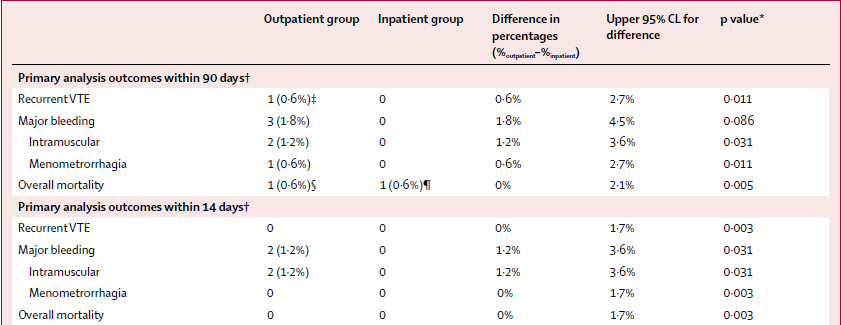 Outpatient group Inpatient group Difference in percentages (%outpatient–%inpatient) Upper 95% CL for difference p value*
Primary analysis outcomes within 90 days†
Recurrent VTE 1 (0·6%)‡ 0 0·6% 2·7% 0·011
Major bleeding 3 (1·8%) 0 1·8% 4·5% 0·086
Intramuscular 2 (1·2%) 0 1·2% 3·6% 0·031
Menometrorrhagia 1 (0·6%) 0 0·6% 2·7% 0·011
Overall mortality 1 (0·6%)§ 1 (0·6%)¶ 0% 2·1% 0·005
Primary analysis outcomes within 14 days†
Recurrent VTE 0 0 0% 1·7% 0·003
Major bleeding 2 (1·2%) 0 1·2% 3·6% 0·031
Intramuscular 2 (1·2%) 0 1·2% 3·6% 0·031
Menometrorrhagia 0 0 0% 1·7% 0·003
Overall mortality 0 0 0% 1·7% 0·003